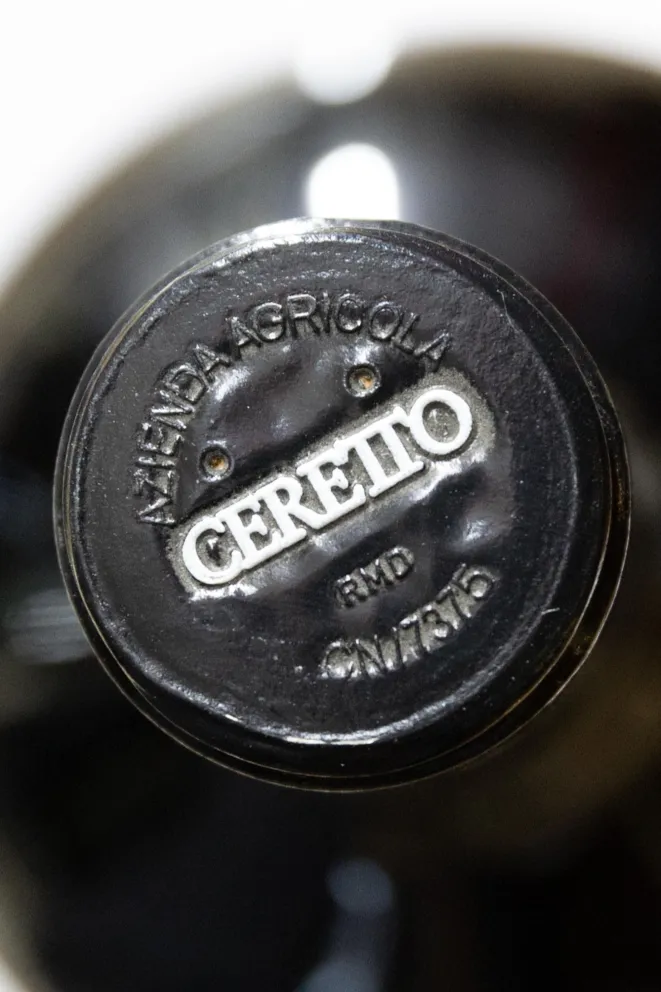 AZIENDA AGRICOLA
CERETTO
RMD
CN/7375